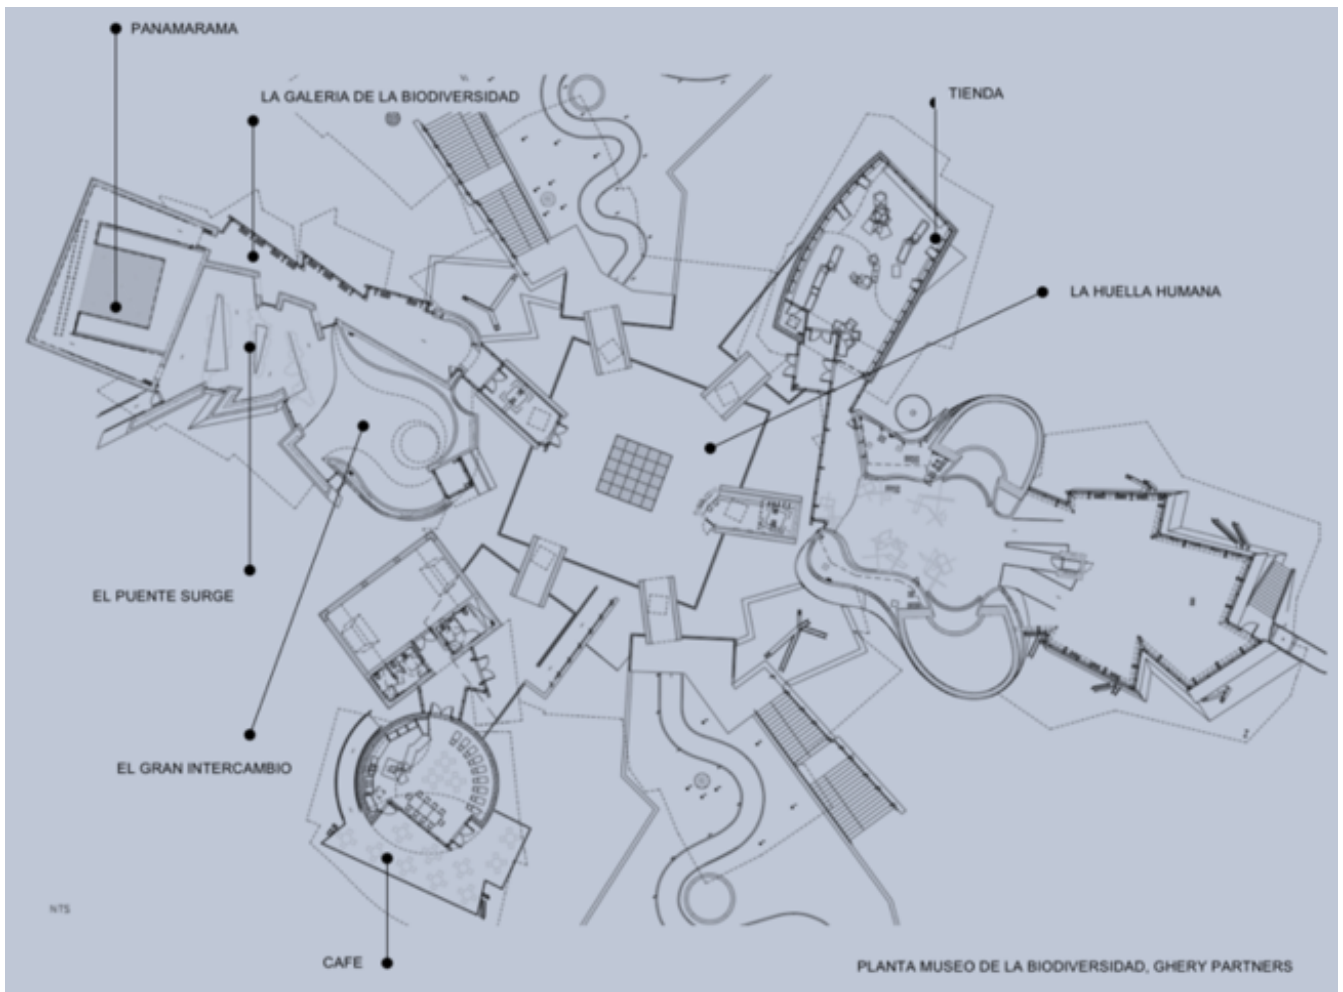 PANAMARAMA
LA GALERIA DE LA BIODIVERSIDAD
TIENDA
LA HUELLA HUMANA
EL PUENTE SURGE
EL GRAN INTERCAMBIO
NTS
CAFE
PLANTA MUSEO DE LA BIODIVERSIDAD, GHERY PARTNERS